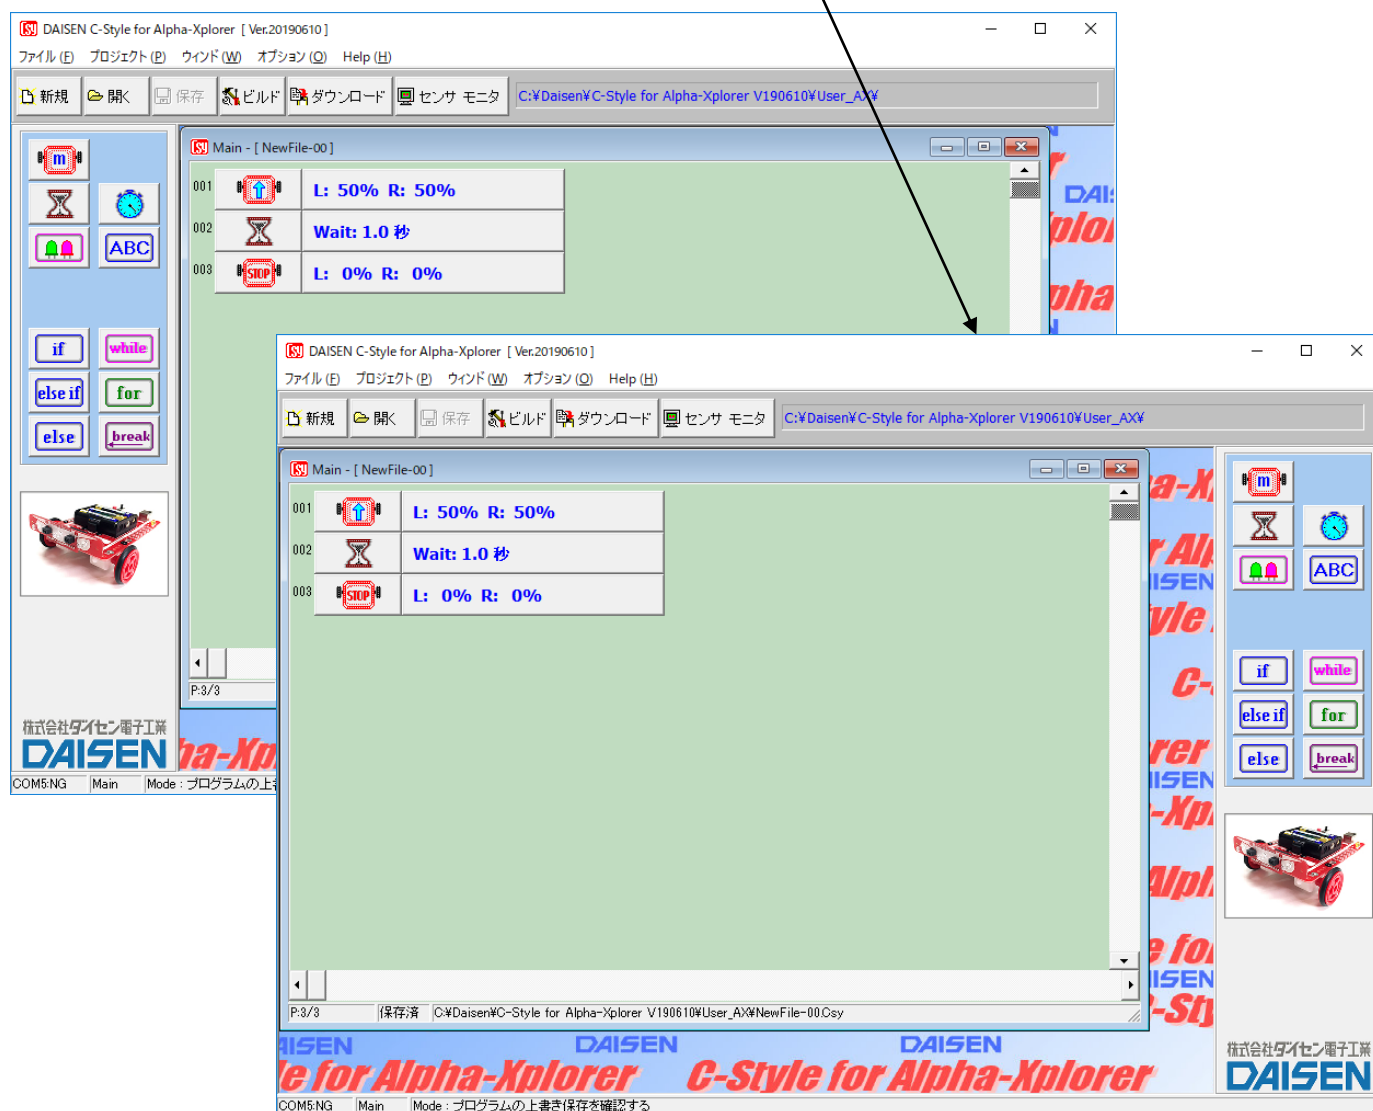 DAISEN C-Style for Alpha-Xplorer [ Ver.20190610 ]
ファイル (F) プロジェクト (P) ウィンド (W) オプション (O) Help (H)
新規 開く 保存 ビルド ダウンロード センサ モニタ C:¥Daisen¥C-Style for Alpha-Xplorer V190610¥User_AX¥
Main - [ NewFile-00 ]
m
ABC
if while
else if for
else break
001 L: 50% R: 50%
002 Wait: 1.0 秒
003 STOP L: 0% R: 0%
P:3/3
株式会社ダイセン電子工業
DAISEN
COM5:NG Main Mode : プログラムの上
DAISEN C-Style for Alpha-Xplorer [ Ver.20190610 ]
ファイル (F) プロジェクト (P) ウィンド (W) オプション (O) Help (H)
新規 開く 保存 ビルド ダウンロード センサ モニタ C:¥Daisen¥C-Style for Alpha-Xplorer V190610¥User_AX¥
Main - [ NewFile-00 ]
001 L: 50% R: 50%
002 Wait: 1.0 秒
003 STOP L: 0% R: 0%
P:3/3 保存済 C:¥Daisen¥C-Style for Alpha-Xplorer V190610¥User_AX¥NewFile-00.Csy
m
ABC
if while
else if for
else break
DAISEN DAISEN
for Alpha-Xplorer C-Style for Alpha-Xplorer
株式会社ダイセン電子工業
DAISEN
COM5:NG Main Mode : プログラムの上書き保存を確認する